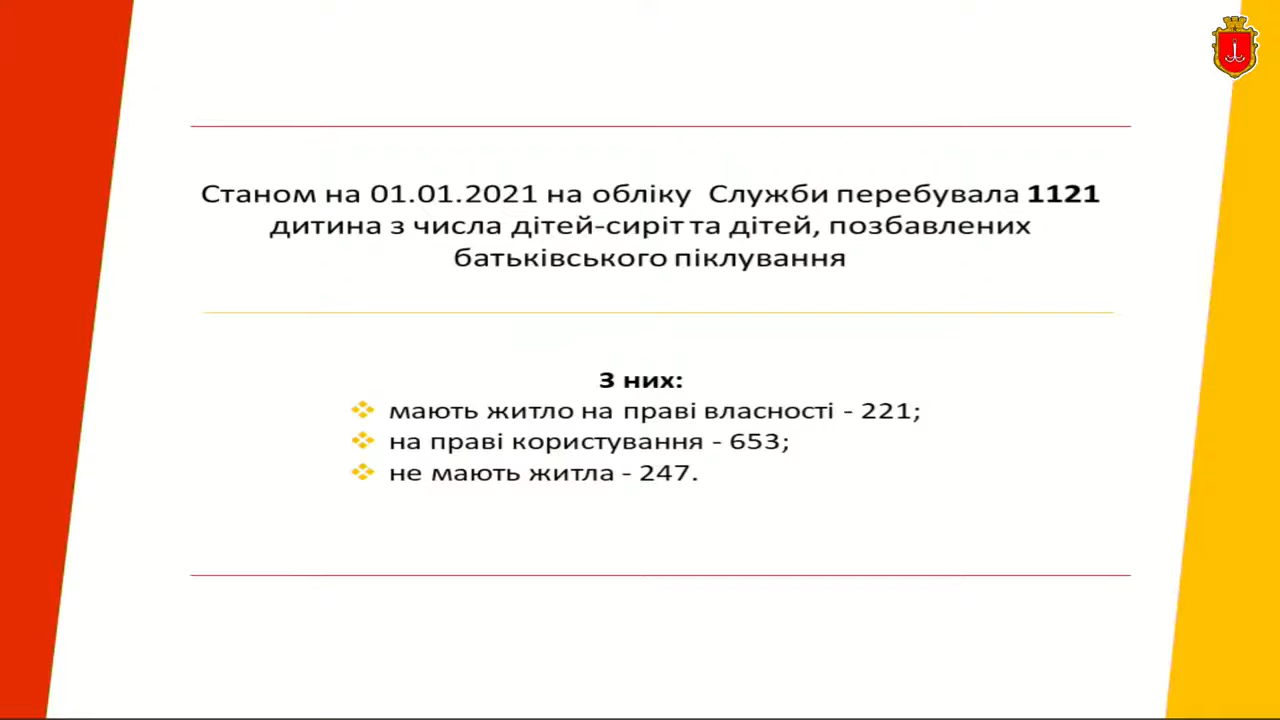 Станом на 01.01.2021 на обліку Служби перебувала 1121
дитина з числа дітей-сиріт та дітей, позбавлених
батьківського піклування
З них:
мають житло на праві власності - 221;
на праві користування - 653;
не мають житла - 247.